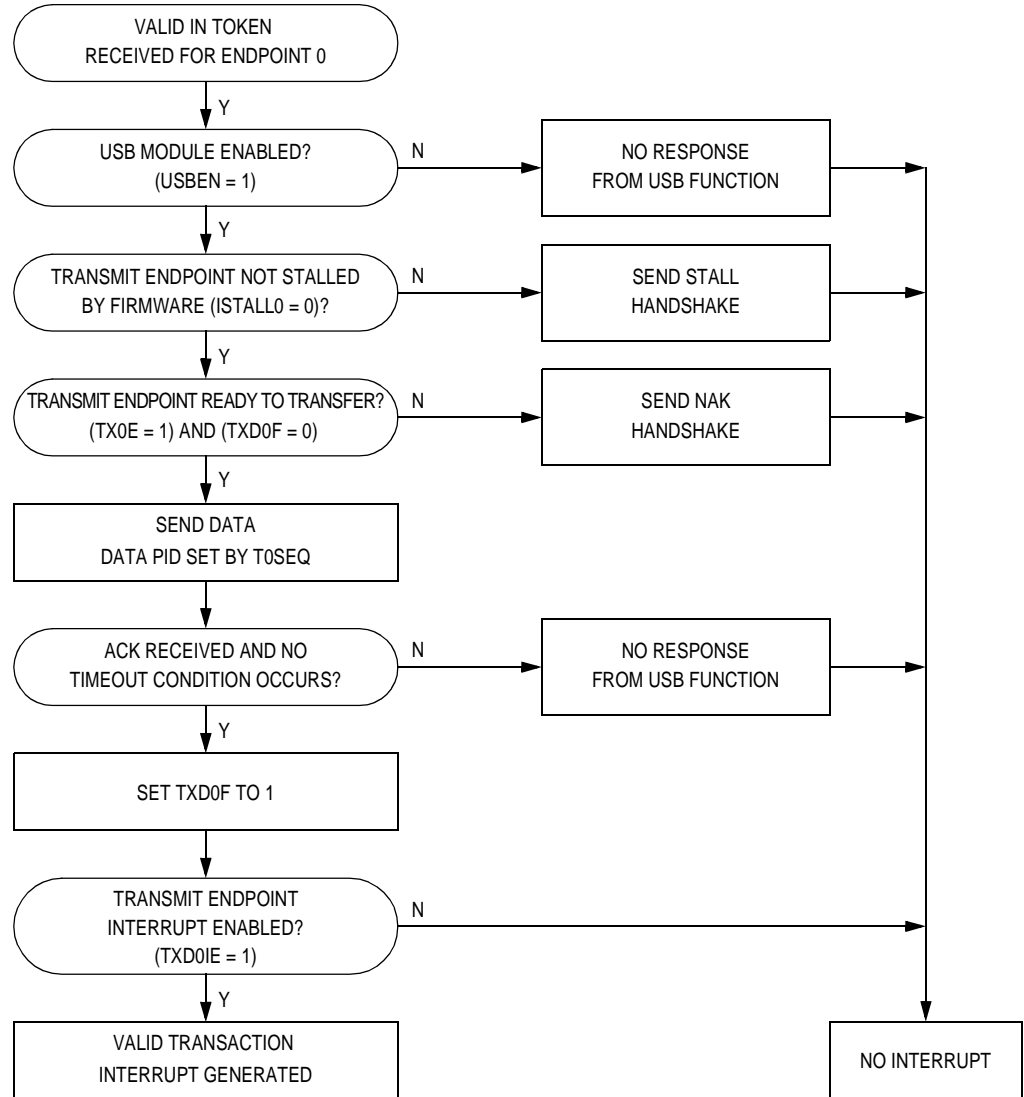 VALID IN TOKEN
RECEIVED FOR ENDPOINT 0
Y
USB MODULE ENABLED?
(USBEN = 1)
N
NO RESPONSE
FROM USB FUNCTION
Y
TRANSMIT ENDPOINT NOT STALLED
BY FIRMWARE (ISTALL0 = 0)?
N
SEND STALL
HANDSHAKE
Y
TRANSMIT ENDPOINT READY TO TRANSFER?
(TX0E = 1) AND (TXD0F = 0)
N
SEND NAK
HANDSHAKE
Y
SEND DATA
DATA PID SET BY T0SEQ
ACK RECEIVED AND NO
TIMEOUT CONDITION OCCURS?
N
NO RESPONSE
FROM USB FUNCTION
Y
SET TXD0F TO 1
TRANSMIT ENDPOINT
INTERRUPT ENABLED?
(TXD0IE = 1)
N
Y
VALID TRANSACTION
INTERRUPT GENERATED
NO INTERRUPT